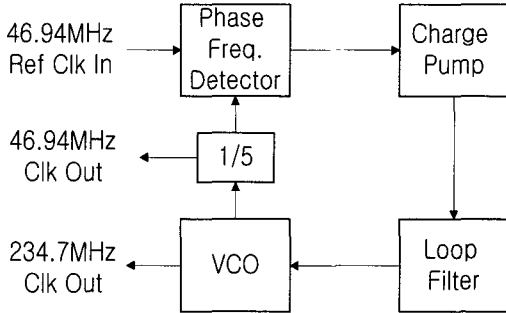 46.94MHz
Ref Clk In
Phase
Freq.
Detector
Charge
Pump
46.94MHz
Clk Out
1/5
234.7MHz
Clk Out
VCO
Loop
Filter